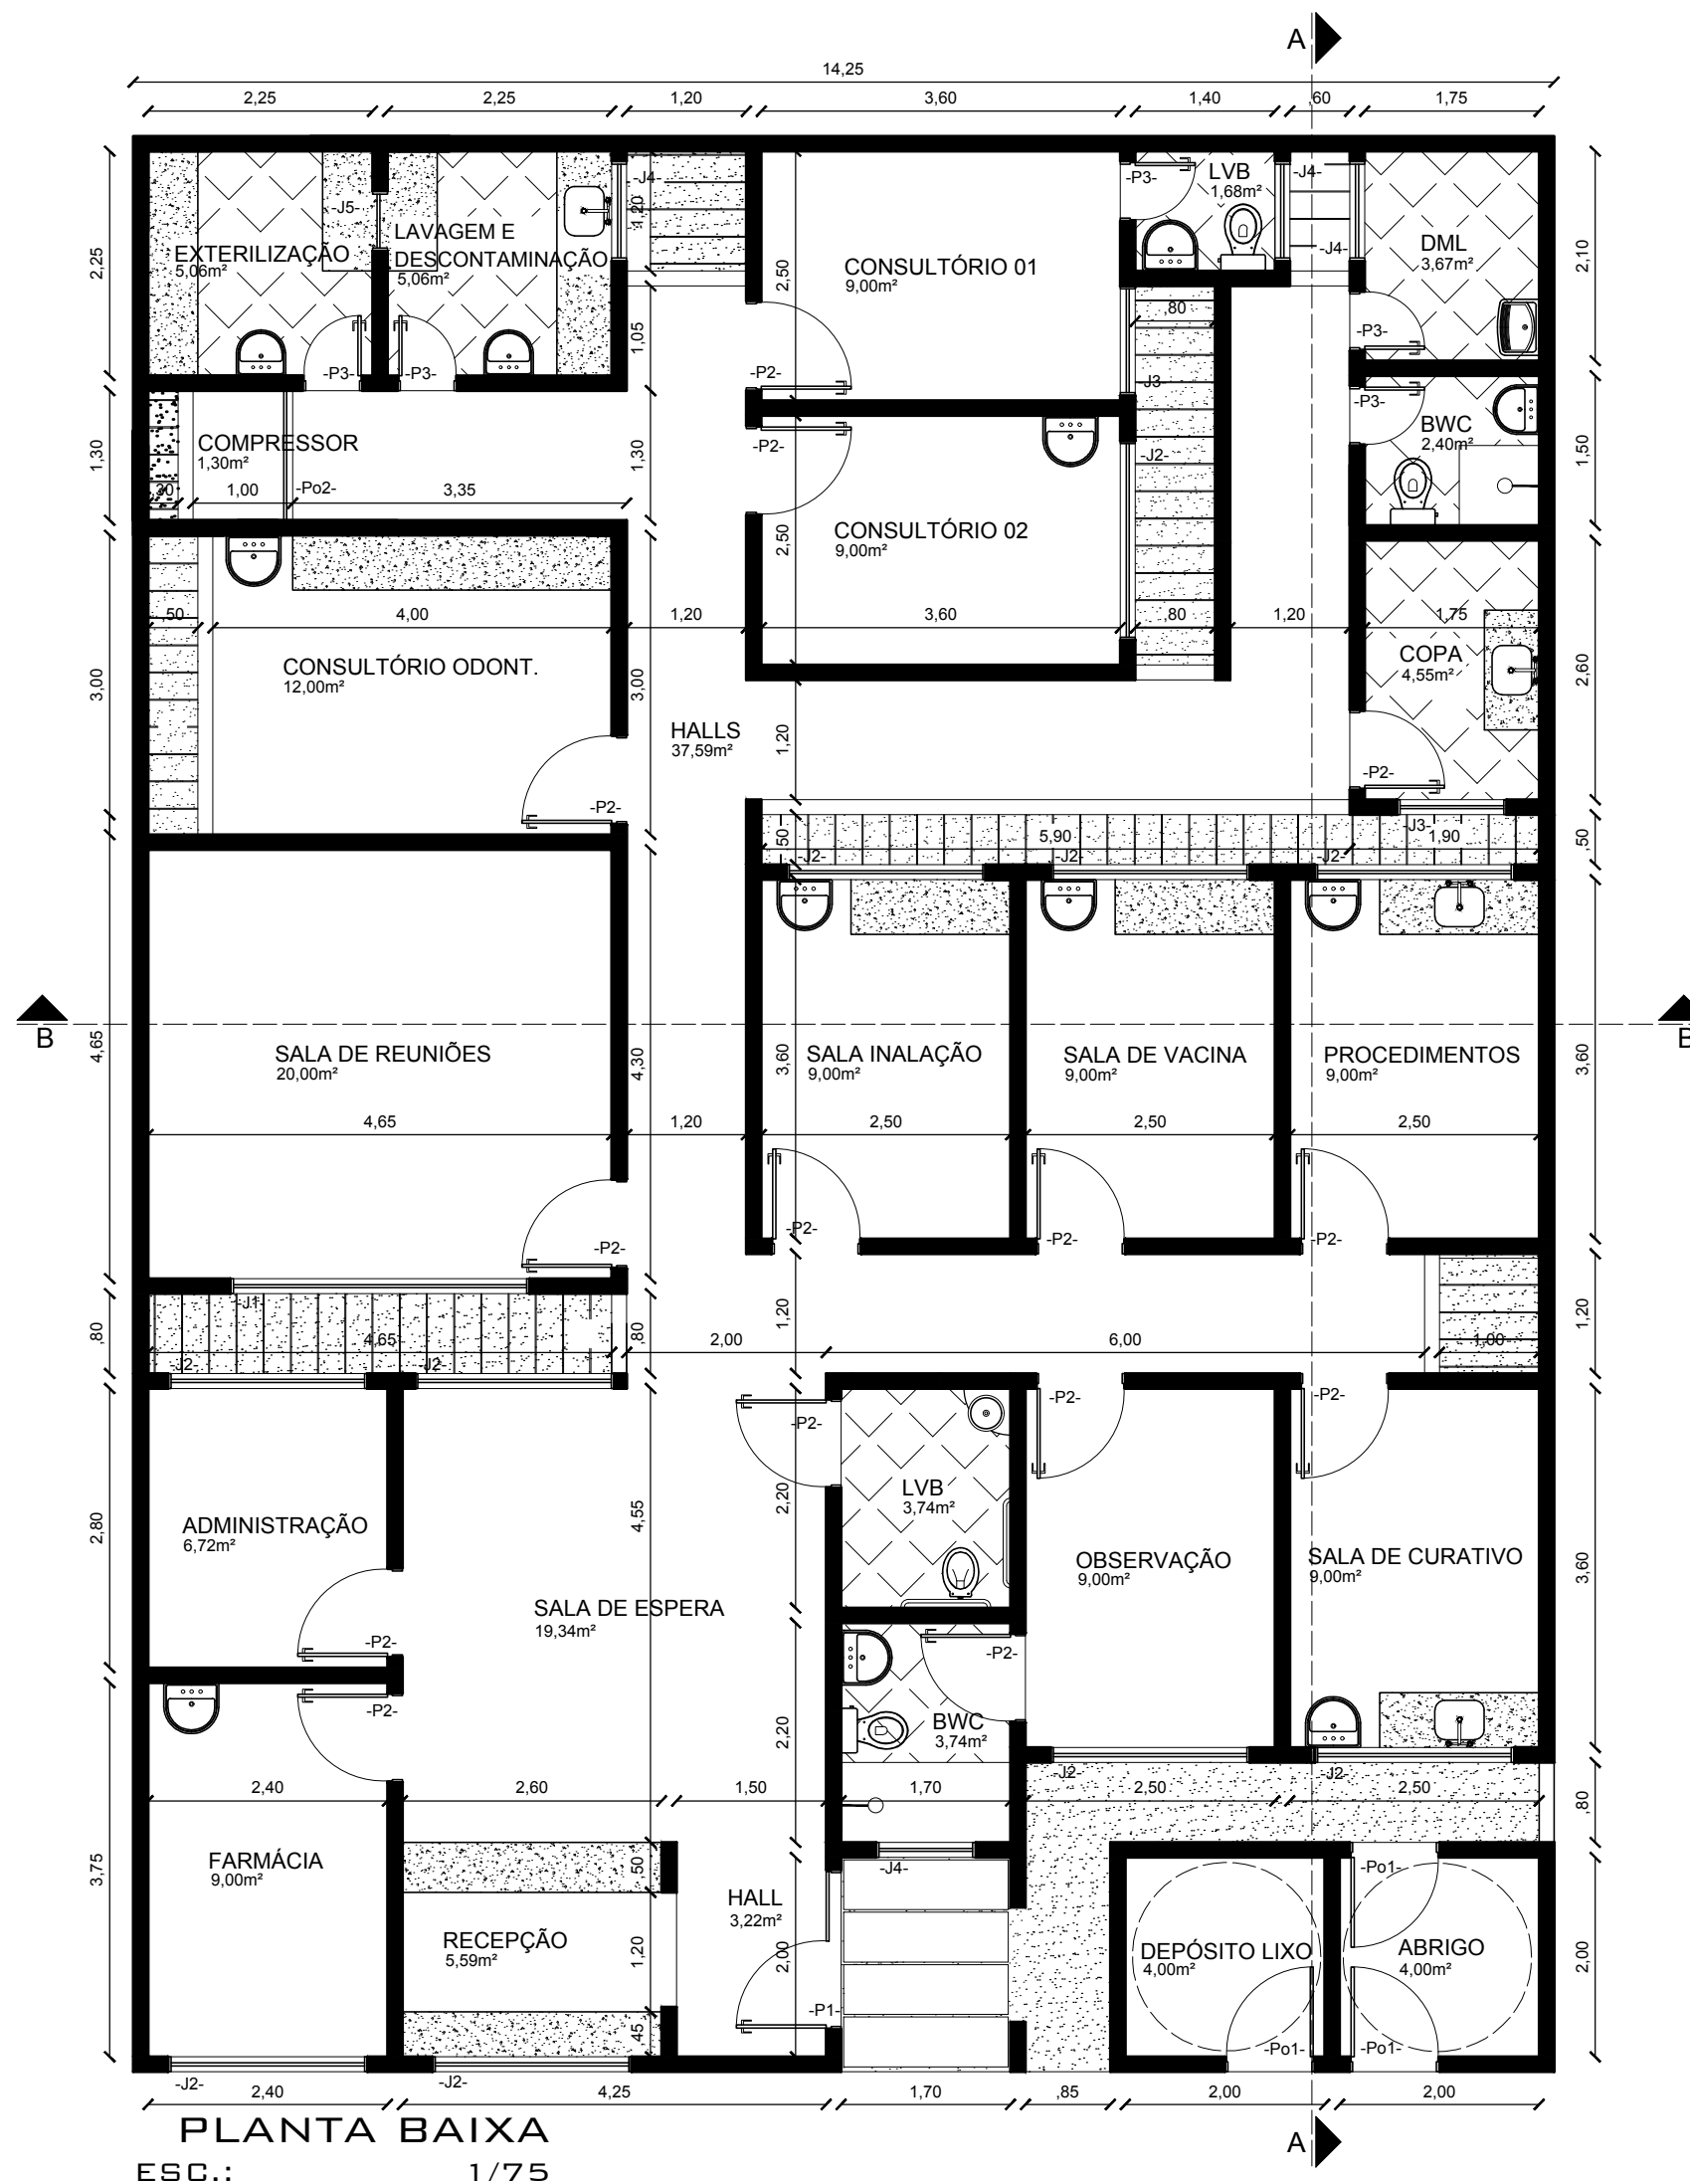 A
14,25
2,25
2,25
1,20
3,60
1,40
,60
1,75
-J4-
-P3-
LVB
1,68m²
-J4-
-J5-
1,20
2,25
EXTERILIZAÇÃO
5,06m²
LAVAGEM E
DESCONTAMINAÇÃO
5,06m²
2,50
CONSULTÓRIO 01
9,00m²
-J4-
DML
3,67m²
2,10
,80
1,05
-P3-
-P3-
-P3-
-P2-
-J3-
-P3-
COMPRESSOR
1,30m²
1,30
1,30
-P2-
-J2-
BWC
2,40m²
1,50
,30
1,00
-Po2-
3,35
2,50
CONSULTÓRIO 02
9,00m²
,50
4,00
1,20
3,60
,80
1,20
1,75
3,00
CONSULTÓRIO ODONT.
12,00m²
3,00
COPA
4,55m²
2,60
HALLS
37,59m²
1,20
-P2-
-P2-
,50
5,90
-J3-
1,90
,50
-J2-
-J2-
-J2-
B
4,65
SALA DE REUNIÕES
20,00m²
4,30
3,60
SALA INALAÇÃO
9,00m²
SALA DE VACINA
9,00m²
PROCEDIMENTOS
9,00m²
3,60
B
4,65
1,20
2,50
2,50
2,50
-P2-
-P2-
-P2-
-P2-
-J1-
,80
4,65
,80
2,00
1,20
6,00
1,00
1,20
-J2-
-J2-
-P2-
-P2-
-P2-
2,80
ADMINISTRAÇÃO
6,72m²
4,55
2,20
LVB
3,74m²
OBSERVAÇÃO
9,00m²
SALA DE CURATIVO
9,00m²
3,60
SALA DE ESPERA
19,34m²
-P2-
-P2-
-P2-
2,20
BWC
3,74m²
-J2-
-J2-
2,40
2,60
1,50
1,70
2,50
2,50
,80
3,75
FARMÁCIA
9,00m²
,50
-J4-
-Po1-
HALL
3,22m²
RECEPÇÃO
5,59m²
1,20
2,00
DEPÓSITO LIXO
4,00m²
ABRIGO
4,00m²
2,00
-P1-
,45
-Po1-
-Po1-
-J2-
2,40
-J2-
4,25
1,70
,85
2,00
2,00
PLANTA BAIXA
A
ESC.: 1/75